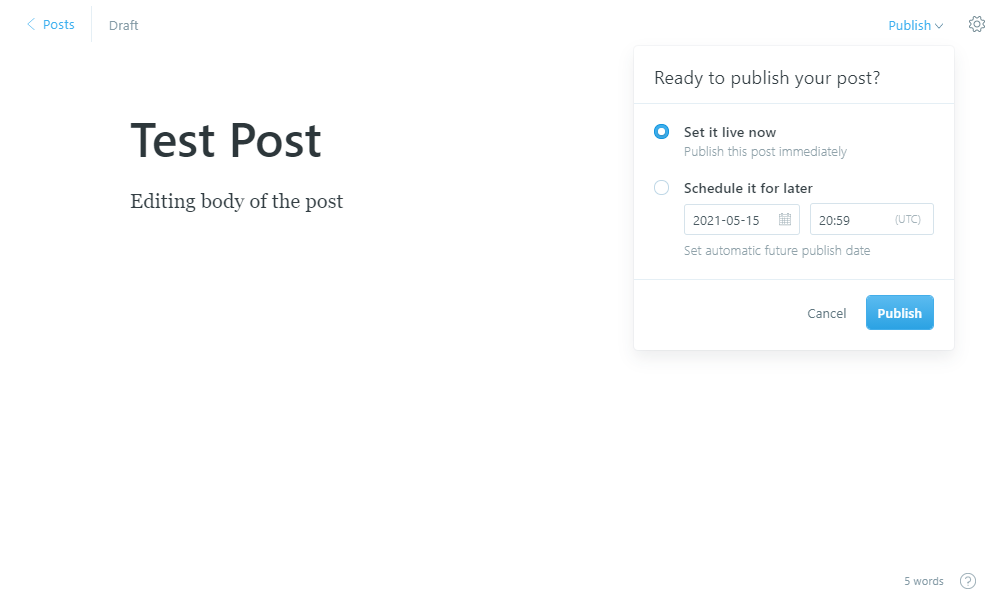 Posts
Draft
Publish
Ready to publish your post?
Test Post
Set it live now
Publish this post immediately
Editing body of the post
Schedule it for later
2021-05-15
20:59 (UTC)
Set automatic future publish date
Cancel
Publish
5 words
?